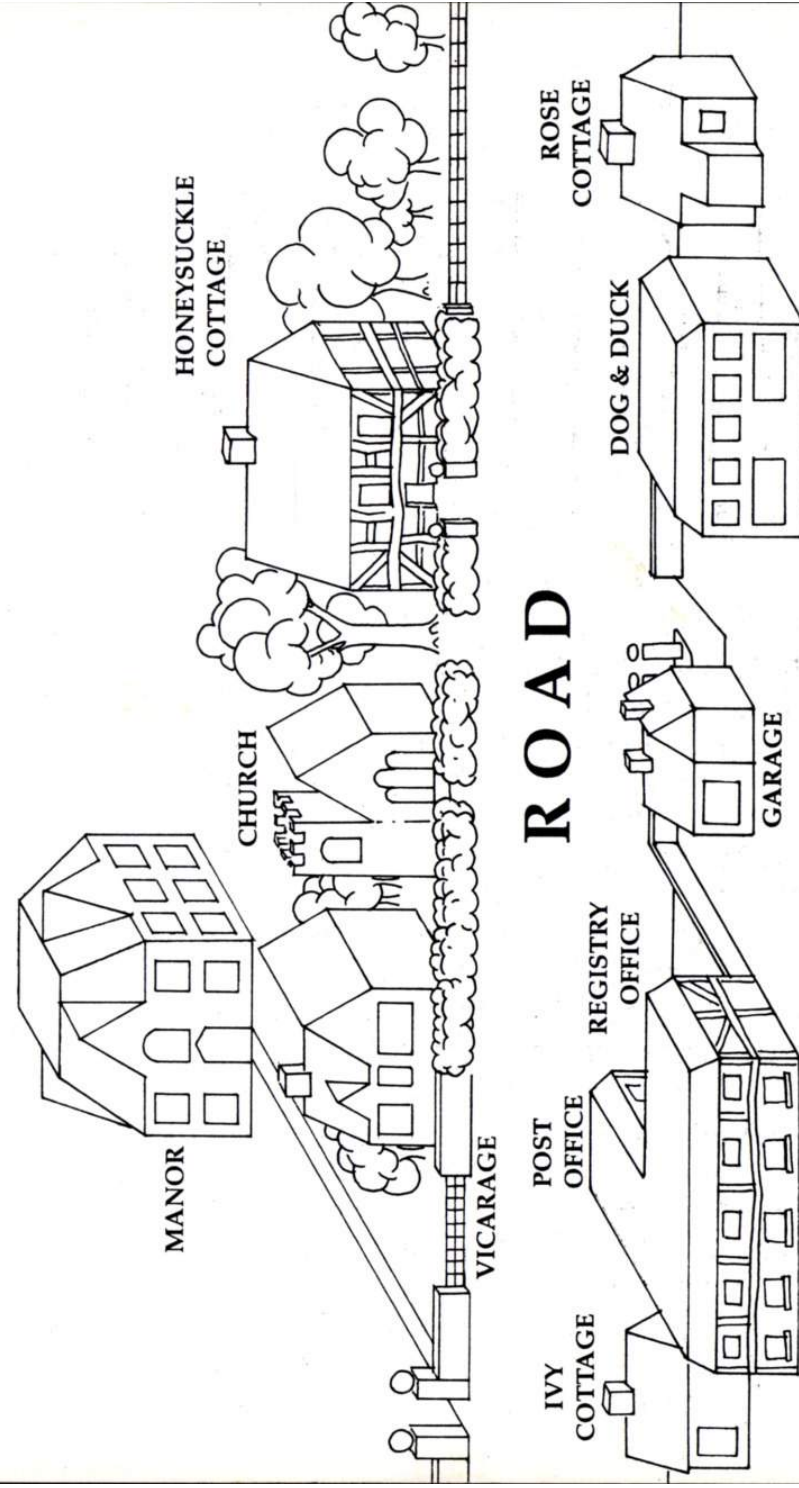 MANOR
CHURCH
HONEYSUCKLE
COTTAGE
VICARAGE
ROAD
IVY
COTTAGE
POST
OFFICE
REGISTRY
OFFICE
GARAGE
DOG & DUCK
ROSE
COTTAGE